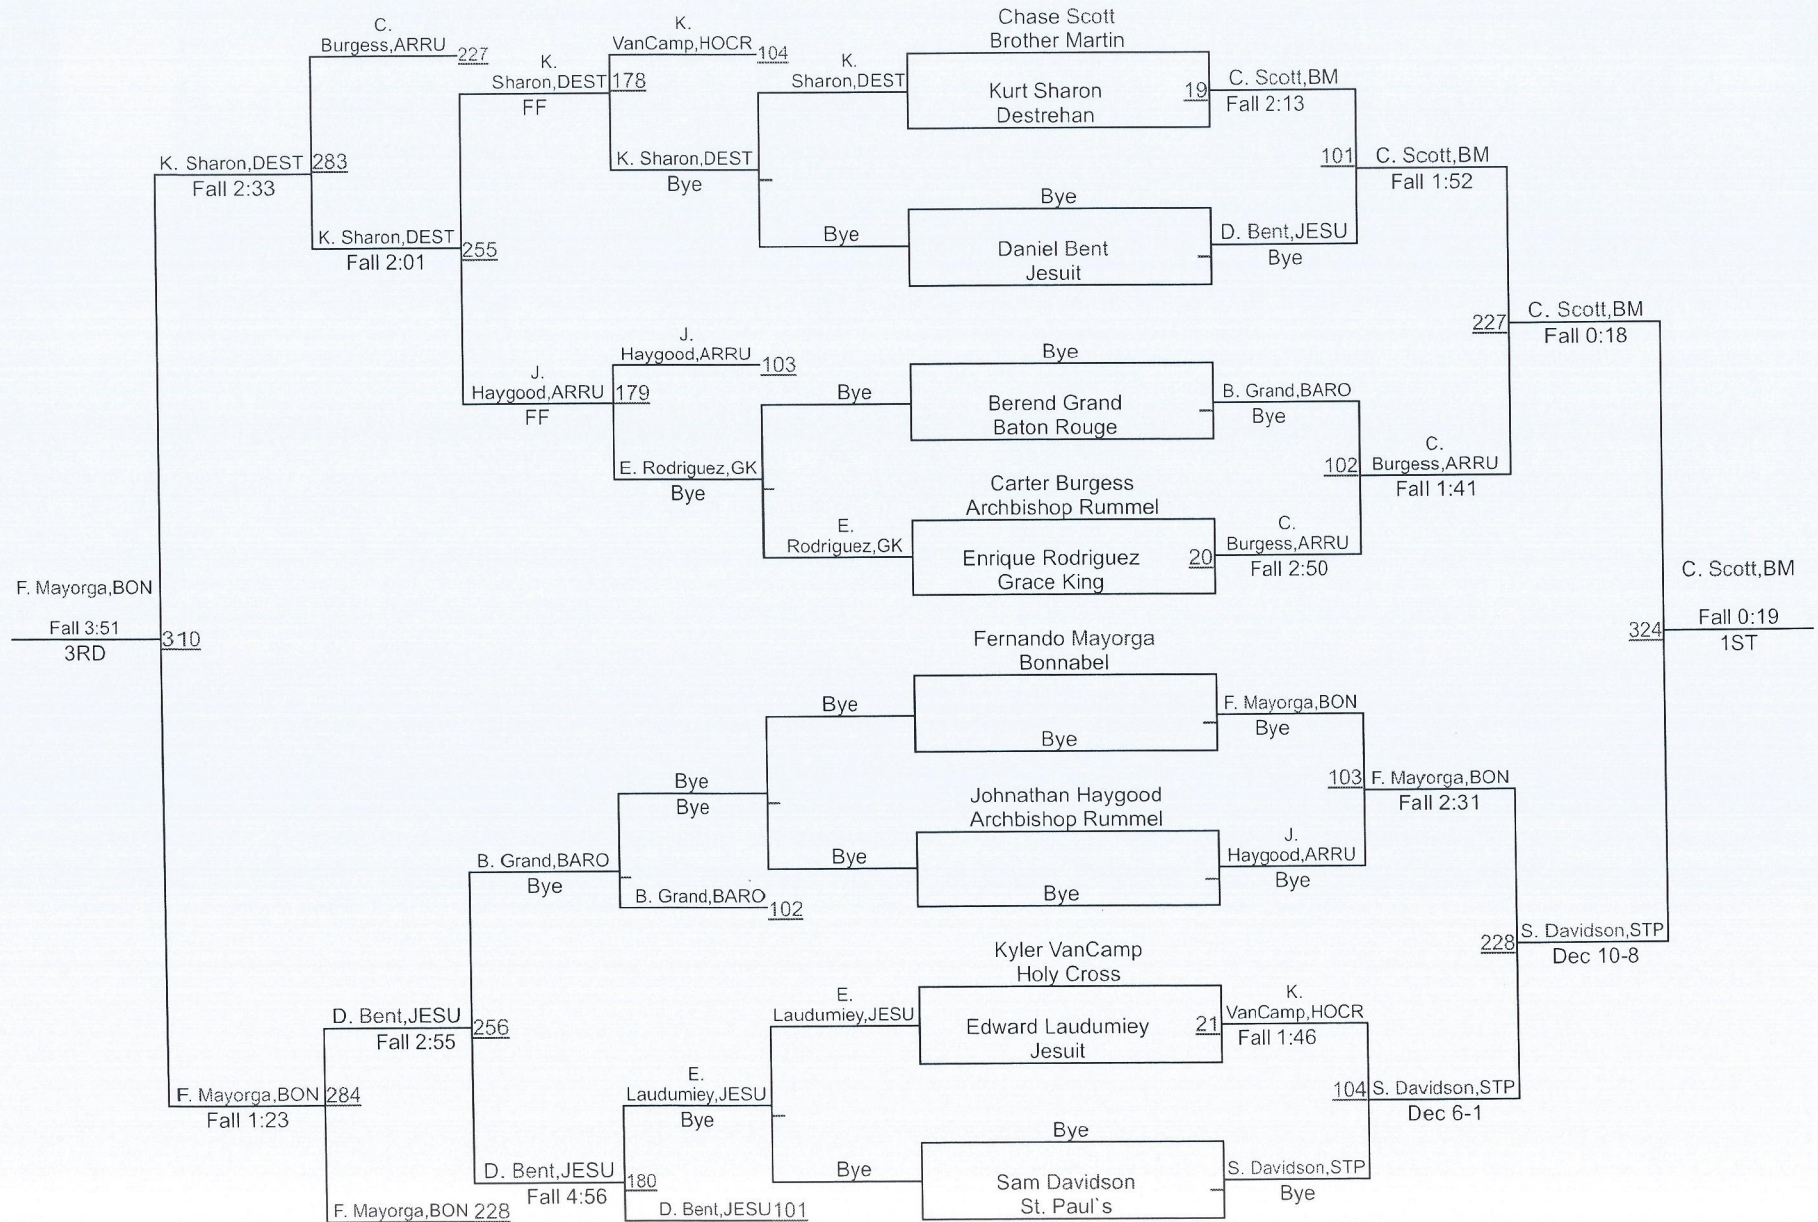 C.
Burgess,ARRU 227
K.
Sharon,DEST 178
FF
K.
VanCamp,HOCR 104
K. Sharon,DEST
Bye
K.
Sharon,DEST
Bye
K. Sharon,DEST 283
Fall 2:33
K. Sharon,DEST 255
Fall 2:01
J.
Haygood,ARRU 179
FF
J.
Haygood,ARRU 103
E. Rodriguez,GK
Bye
Bye
E.
Rodriguez,GK
F. Mayorga,BON
Fall 3:51
3RD
310
Bye
Bye
Bye
Bye
B. Grand,BARO
Bye
B. Grand,BARO 102
D. Bent,JESU 256
Fall 2:55
F. Mayorga,BON 284
Fall 1:23
F. Mayorga,BON 228
D. Bent,JESU 180
Fall 4:56
E.
Laudumiey,JESU
Bye
D. Bent,JESU 101
E.
Laudumiey,JESU
Bye
Chase Scott
Brother Martin
Kurt Sharon
Destrehan
19
Bye
Daniel Bent
Jesuit
Bye
Berend Grand
Baton Rouge
Carter Burgess
Archbishop Rummel
Enrique Rodriguez
Grace King
20
Fernando Mayorga
Bonnabel
Bye
Johnathan Haygood
Archbishop Rummel
Bye
Kyler VanCamp
Holy Cross
Edward Laudumiey
Jesuit
21
Bye
Sam Davidson
St. Paul`s
C. Scott,BM
Fall 2:13
D. Bent,JESU
Bye
B. Grand,BARO
Bye
C.
Burgess,ARRU
Fall 2:50
F. Mayorga,BON
Bye
J.
Haygood,ARRU
Bye
K.
VanCamp,HOCR
Fall 1:46
S. Davidson,STP
Bye
101 C. Scott,BM
Fall 1:52
102 C.
Burgess,ARRU
Fall 1:41
103 F. Mayorga,BON
Fall 2:31
104 S. Davidson,STP
Dec 6-1
227 C. Scott,BM
Fall 0:18
228 S. Davidson,STP
Dec 10-8
324
C. Scott,BM
Fall 0:19
1ST